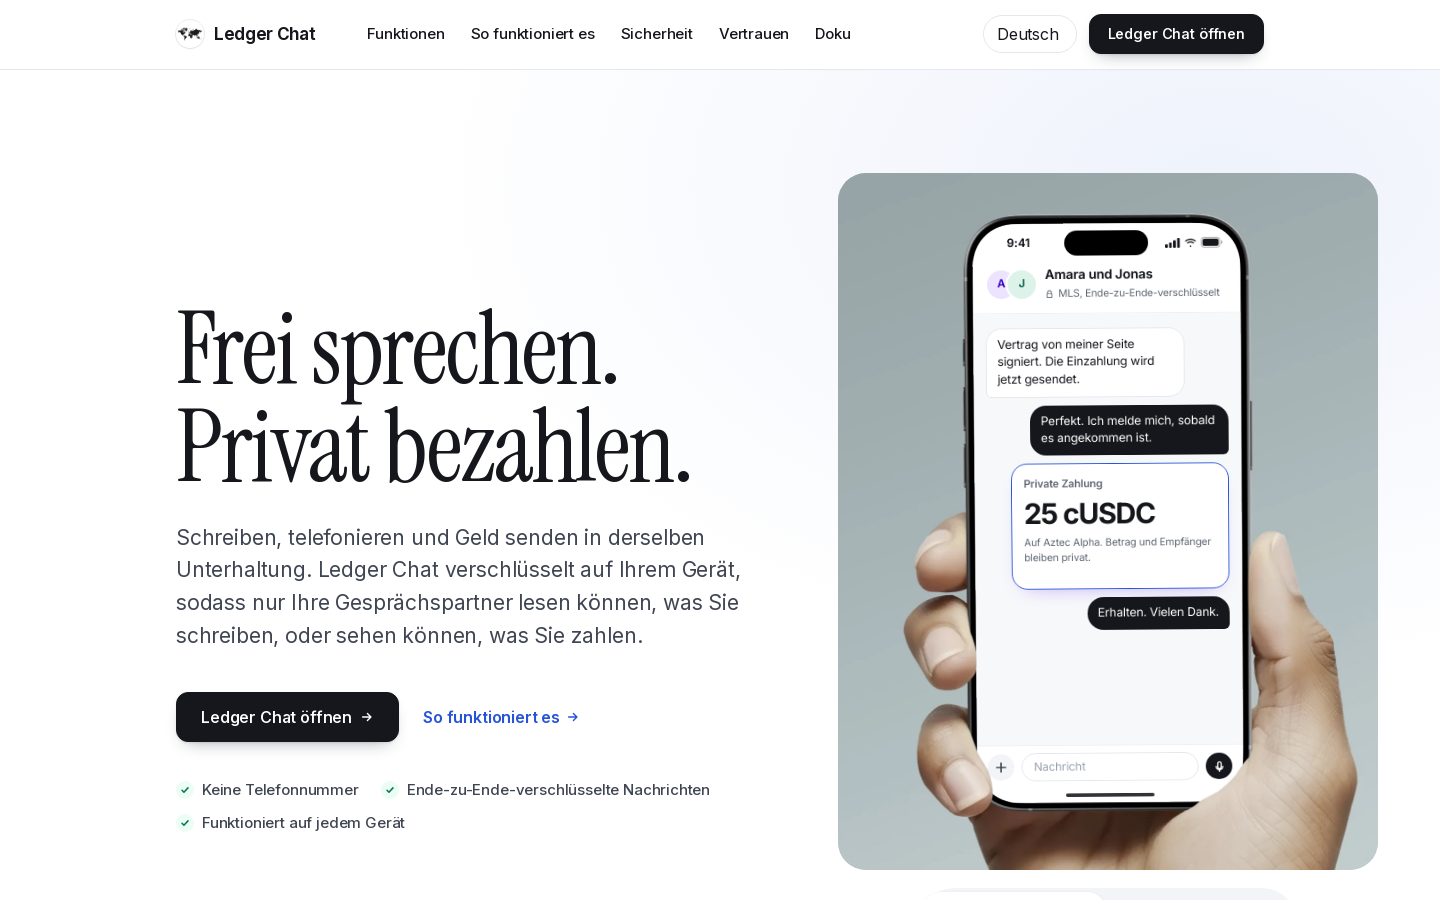 Ledger Chat
Funktionen
So funktioniert es
Sicherheit
Vertrauen
Doku
Deutsch
Ledger Chat öffnen
Frei sprechen.
Privat bezahlen.
Schreiben, telefonieren und Geld senden in derselben
Unterhaltung. Ledger Chat verschlüsselt auf Ihrem Gerät,
sodass nur Ihre Gesprächspartner lesen können, was Sie
schreiben, oder sehen können, was Sie zahlen.
Ledger Chat öffnen →
So funktioniert es →
Keine Telefonnummer
Ende-zu-Ende-verschlüsselte Nachrichten
Funktioniert auf jedem Gerät
9:41
A
J
Amara und Jonas
MLS, Ende-zu-Ende-verschlüsselt
Vertrag von meiner Seite
signiert. Die Einzahlung wird
jetzt gesendet.
Perfekt. Ich melde mich, sobald
es angekommen ist.
Private Zahlung
25 cUSDC
Auf Aztec Alpha. Betrag und Empfänger
bleiben privat.
Erhalten. Vielen Dank.
Nachricht